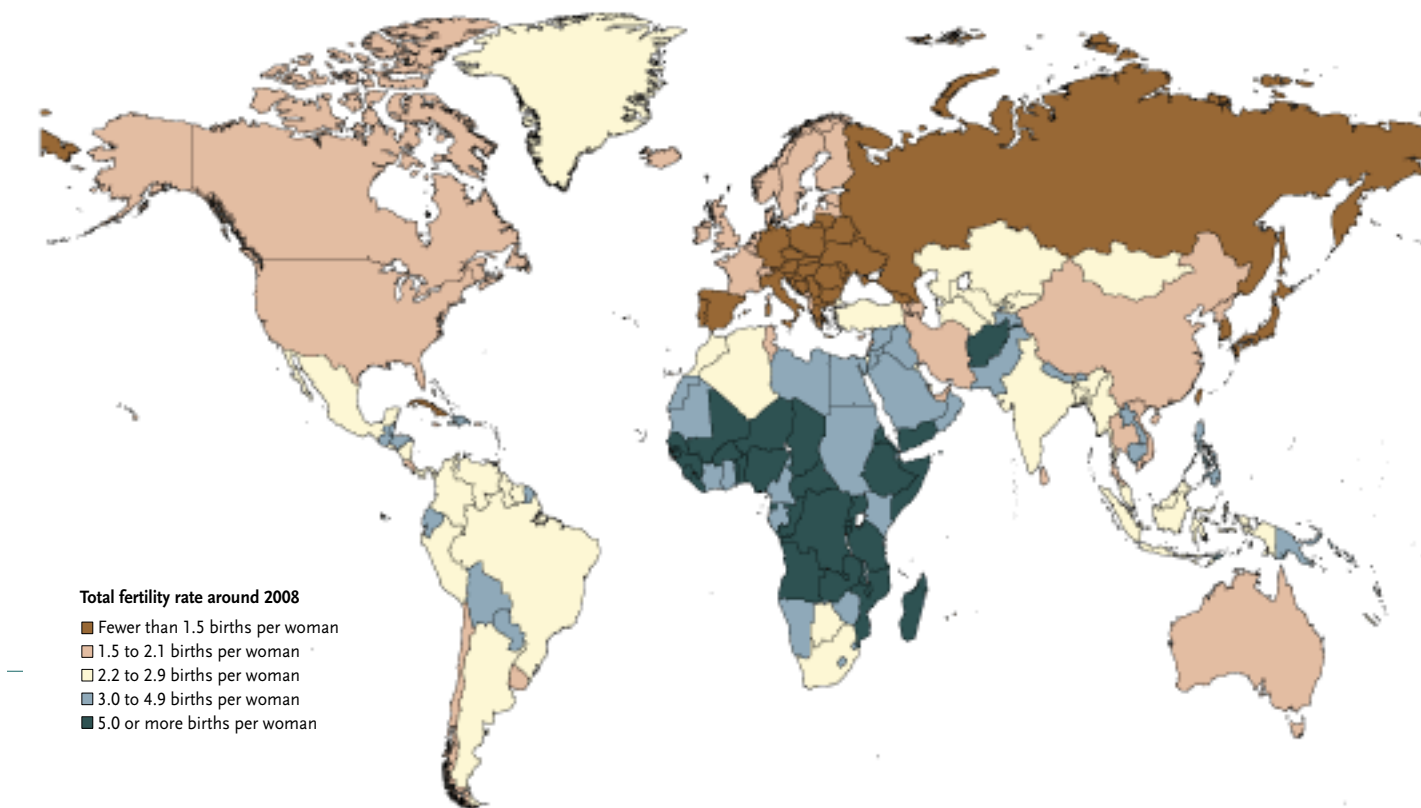 Total fertility rate around 2008
Fewer than 1.5 births per woman
1.5 to 2.1 births per woman
2.2 to 2.9 births per woman
3.0 to 4.9 births per woman
5.0 or more births per woman